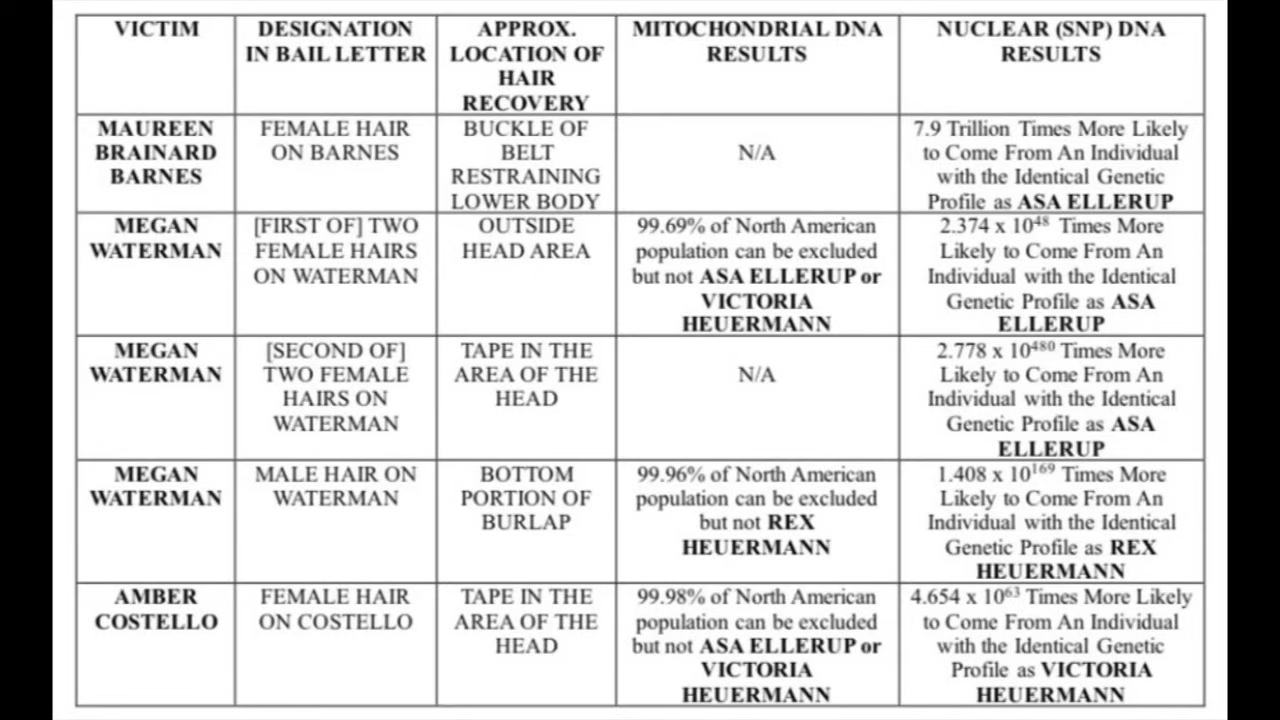 VICTIM
DESIGNATION
IN BAIL LETTER
APPROX.
LOCATION OF
HAIR
RECOVERY
MITOCHONDRIAL DNA
RESULTS
NUCLEAR (SNP) DNA
RESULTS
MAUREEN
BRAINARD
BARNES
FEMALE HAIR
ON BARNES
BUCKLE OF
BELT
RESTRAINING
LOWER BODY
N/A
7.9 Trillion Times More Likely
to Come From An Individual
with the Identical Genetic
Profile as ASA ELLERUP
MEGAN
WATERMAN
[FIRST OF] TWO
FEMALE HAIRS
ON WATERMAN
OUTSIDE
HEAD AREA
99.69% of North American
population can be excluded
but not ASA ELLERUP or
VICTORIA
HEUERMANN
2.374 x 10⁴⁸ Times More
Likely to Come From An
Individual with the Identical
Genetic Profile as ASA
ELLERUP
MEGAN
WATERMAN
[SECOND OF]
TWO FEMALE
HAIRS ON
WATERMAN
TAPE IN THE
AREA OF THE
HEAD
N/A
2.778 x 10⁴⁸⁰ Times More
Likely to Come From An
Individual with the Identical
Genetic Profile as ASA
ELLERUP
MEGAN
WATERMAN
MALE HAIR ON
WATERMAN
BOTTOM
PORTION OF
BURLAP
99.96% of North American
population can be excluded
but not REX
HEUERMANN
1.408 x 10¹⁶⁹ Times More
Likely to Come From An
Individual with the Identical
Genetic Profile as REX
HEUERMANN
AMBER
COSTELLO
FEMALE HAIR
ON COSTELLO
TAPE IN THE
AREA OF THE
HEAD
99.98% of North American
population can be excluded
but not ASA ELLERUP or
VICTORIA
HEUERMANN
4.654 x 10⁶³ Times More Likely
to Come From An Individual
with the Identical Genetic
Profile as VICTORIA
HEUERMANN